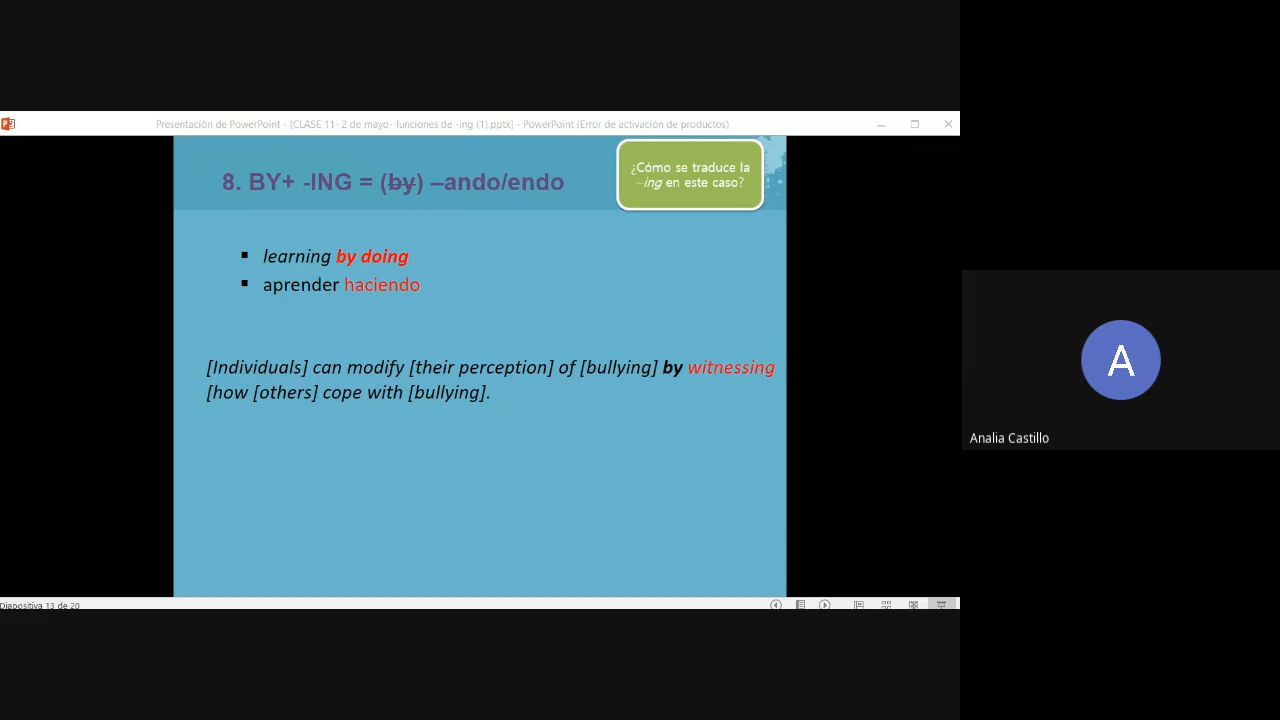 Presentación de PowerPoint - [CLASE 11- 2 de mayo- funciones de -ing (1).pptx] - PowerPoint (Error de activación de productos)
8. BY+ -ING = (by) –ando/endo
¿Cómo se traduce la
–ing en este caso?
learning by doing
aprender haciendo
[Individuals] can modify [their perception] of [bullying] by witnessing
[how [others] cope with [bullying].
A
Analia Castillo
Diapositiva 13 de 20